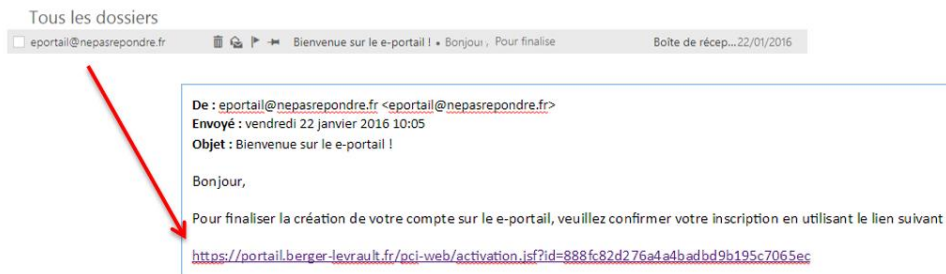 Tous les dossiers
eportail@nepasrepondre.fr Bienvenue sur le e-portail ! • Bonjour, Pour finalise Boîte de récep... 22/01/2016
De : eportail@nepasrepondre.fr <eportail@nepasrepondre.fr>
Envoyé : vendredi 22 janvier 2016 10:05
Objet : Bienvenue sur le e-portail !
Bonjour,
Pour finaliser la création de votre compte sur le e-portail, veuillez confirmer votre inscription en utilisant le lien suivant
https://portail.berger-levrault.fr/pci-web/activation.jsf?id=888fc82d276a4a4badbd9b195c7065ec